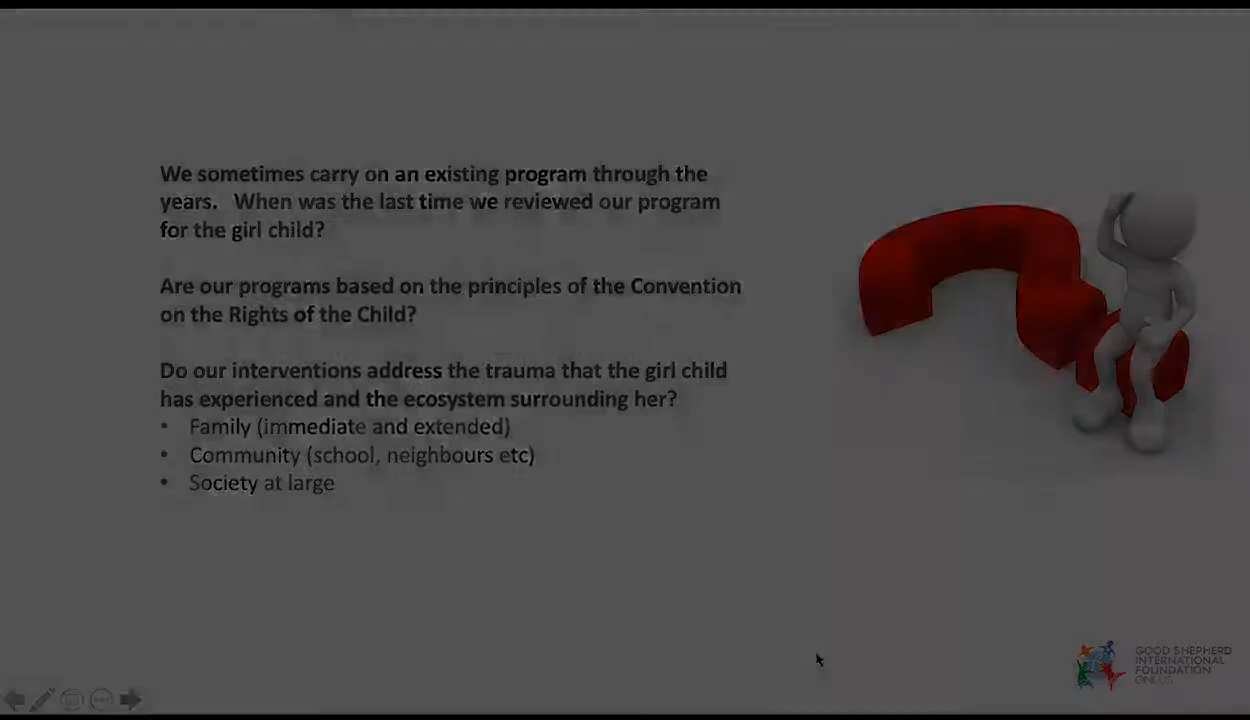 We sometimes carry on an existing program through the
years. When was the last time we reviewed our program
for the girl child?
Are our programs based on the principles of the Convention
on the Rights of the Child?
Do our interventions address the trauma that the girl child
has experienced and the ecosystem surrounding her?
• Family (immediate and extended)
• Community (school, neighbours etc)
• Society at large
GOOD SHEPHERD
INTERNATIONAL
FOUNDATION
ONLUS